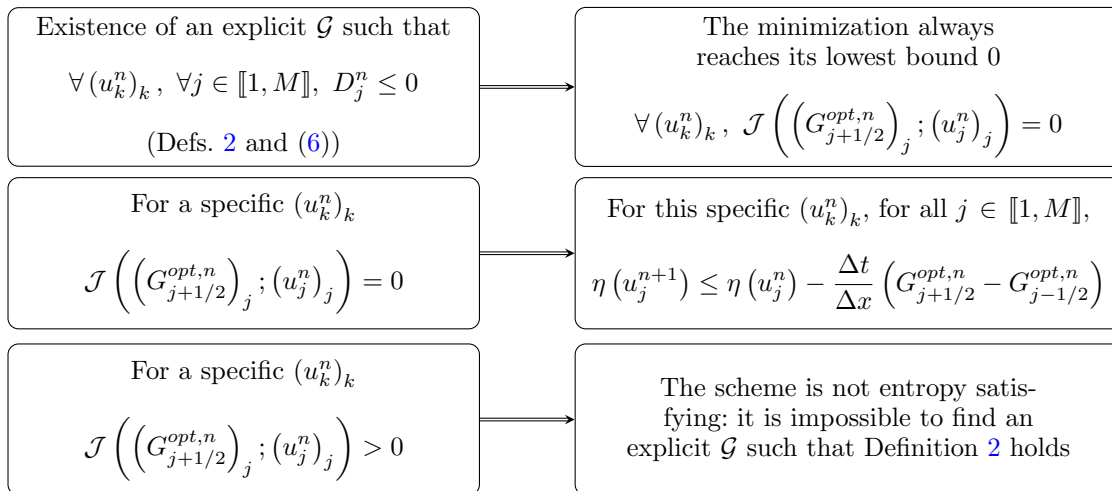 Existence of an explicit 𝒢 such that
∀ (u_k^n)_k , ∀j ∈ ⟦1, M⟧, D_j^n ≤ 0
(Defs. 2 and (6))
The minimization always
reaches its lowest bound 0
∀ (u_k^n)_k , 𝒥 ( (G_{j+1/2}^{opt,n})_j ; (u_j^n)_j ) = 0
For a specific (u_k^n)_k
𝒥 ( (G_{j+1/2}^{opt,n})_j ; (u_j^n)_j ) = 0
For this specific (u_k^n)_k, for all j ∈ ⟦1, M⟧,
η (u_j^{n+1}) ≤ η (u_j^n) − Δt/Δx (G_{j+1/2}^{opt,n} − G_{j−1/2}^{opt,n})
For a specific (u_k^n)_k
𝒥 ( (G_{j+1/2}^{opt,n})_j ; (u_j^n)_j ) > 0
The scheme is not entropy satis-
fying: it is impossible to find an
explicit 𝒢 such that Definition 2 holds